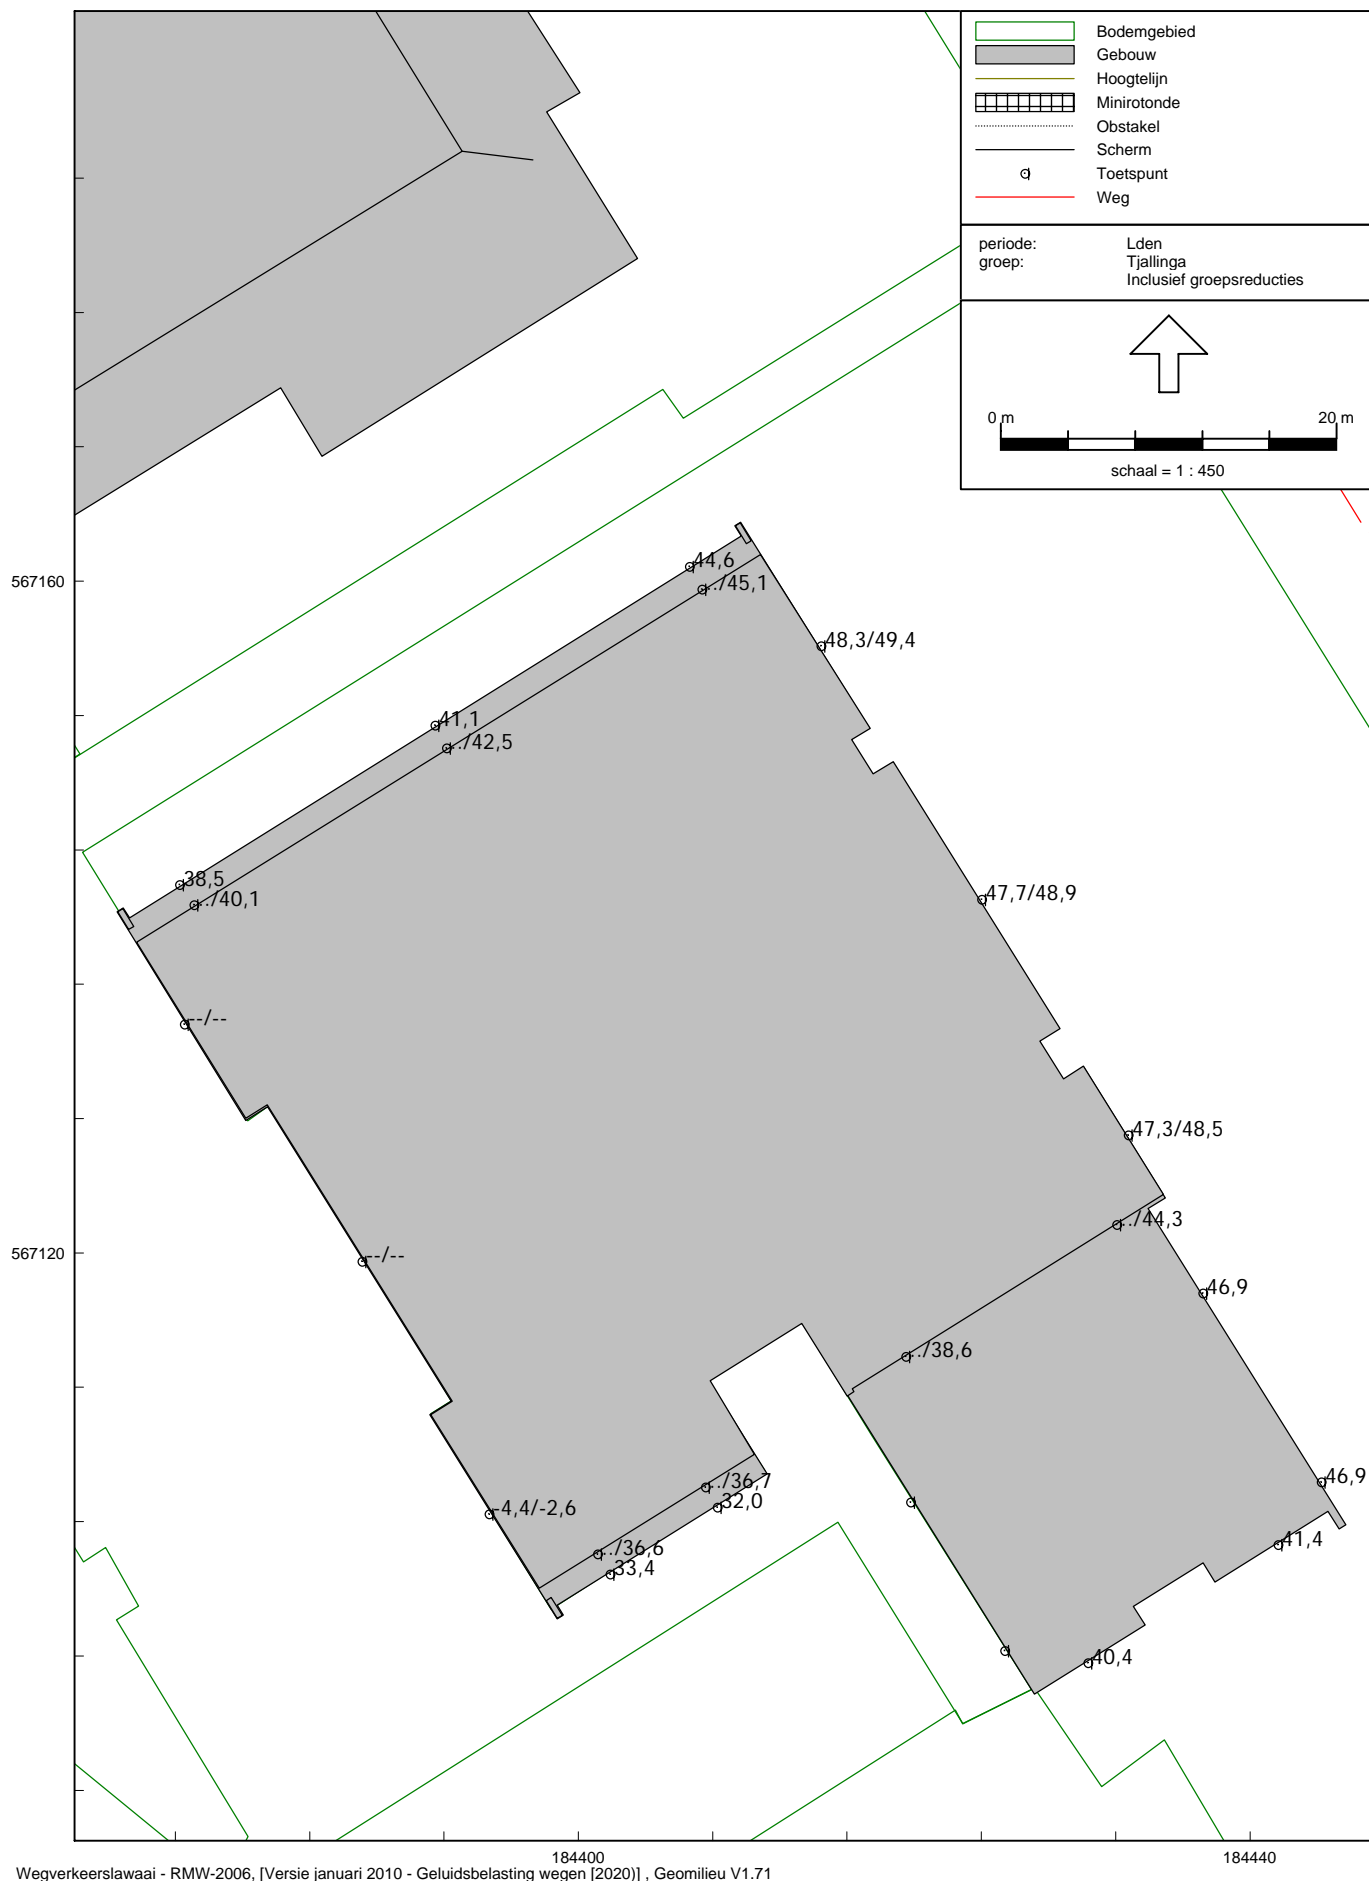 Bodemgebied
Gebouw
Hoogtelijn
Minirotonde
Obstakel
Scherm
Toetspunt
Weg
periode: Lden
groep: Tjallinga
Inclusief groepsreducties
0 m 20 m
schaal = 1 : 450
567160
44,6
../45,1
48,3/49,4
41,1
../42,5
38,5
../40,1
47,7/48,9
--/--
47,3/48,5
../44,3
567120
--/--
46,9
../38,6
46,9
../36,7
32,0
-4,4/-2,6
41,4
../36,6
33,4
40,4
184400
184440
Wegverkeerslawaai - RMW-2006, [Versie januari 2010 - Geluidsbelasting wegen [2020)] , Geomilieu V1.71